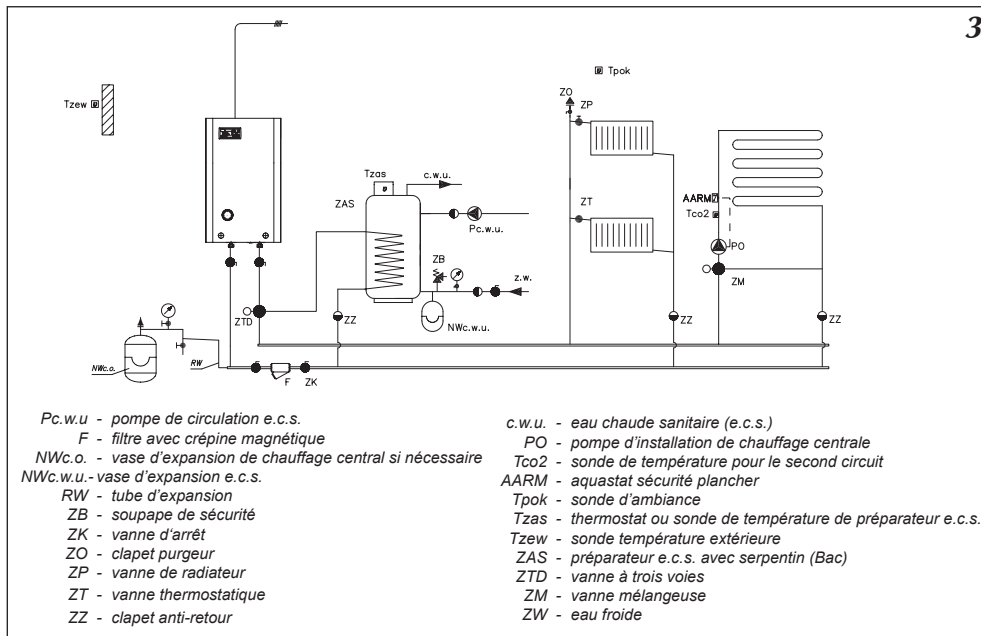 3
Tpok
ZO
ZP
Tzew
Tzas
c.w.u.
ZAS
Pc.w.u.
ZT
AARM
Tco2
PO
ZB
z.w.
ZM
NWc.w.u.
ZTD
ZZ
ZZ
ZZ
NWc.o.
RW
F
ZK
Pc.w.u - pompe de circulation e.c.s.
F - filtre avec crépine magnétique
NWc.o. - vase d'expansion de chauffage central si nécessaire
NWc.w.u.- vase d'expansion e.c.s.
RW - tube d'expansion
ZB - soupape de sécurité
ZK - vanne d'arrêt
ZO - clapet purgeur
ZP - vanne de radiateur
ZT - vanne thermostatique
ZZ - clapet anti-retour
c.w.u. - eau chaude sanitaire (e.c.s.)
PO - pompe d'installation de chauffage centrale
Tco2 - sonde de température pour le second circuit
AARM - aquastat sécurité plancher
Tpok - sonde d'ambiance
Tzas - thermostat ou sonde de température de préparateur e.c.s.
Tzew - sonde température extérieure
ZAS - préparateur e.c.s. avec serpentin (Bac)
ZTD - vanne à trois voies
ZM - vanne mélangeuse
ZW - eau froide